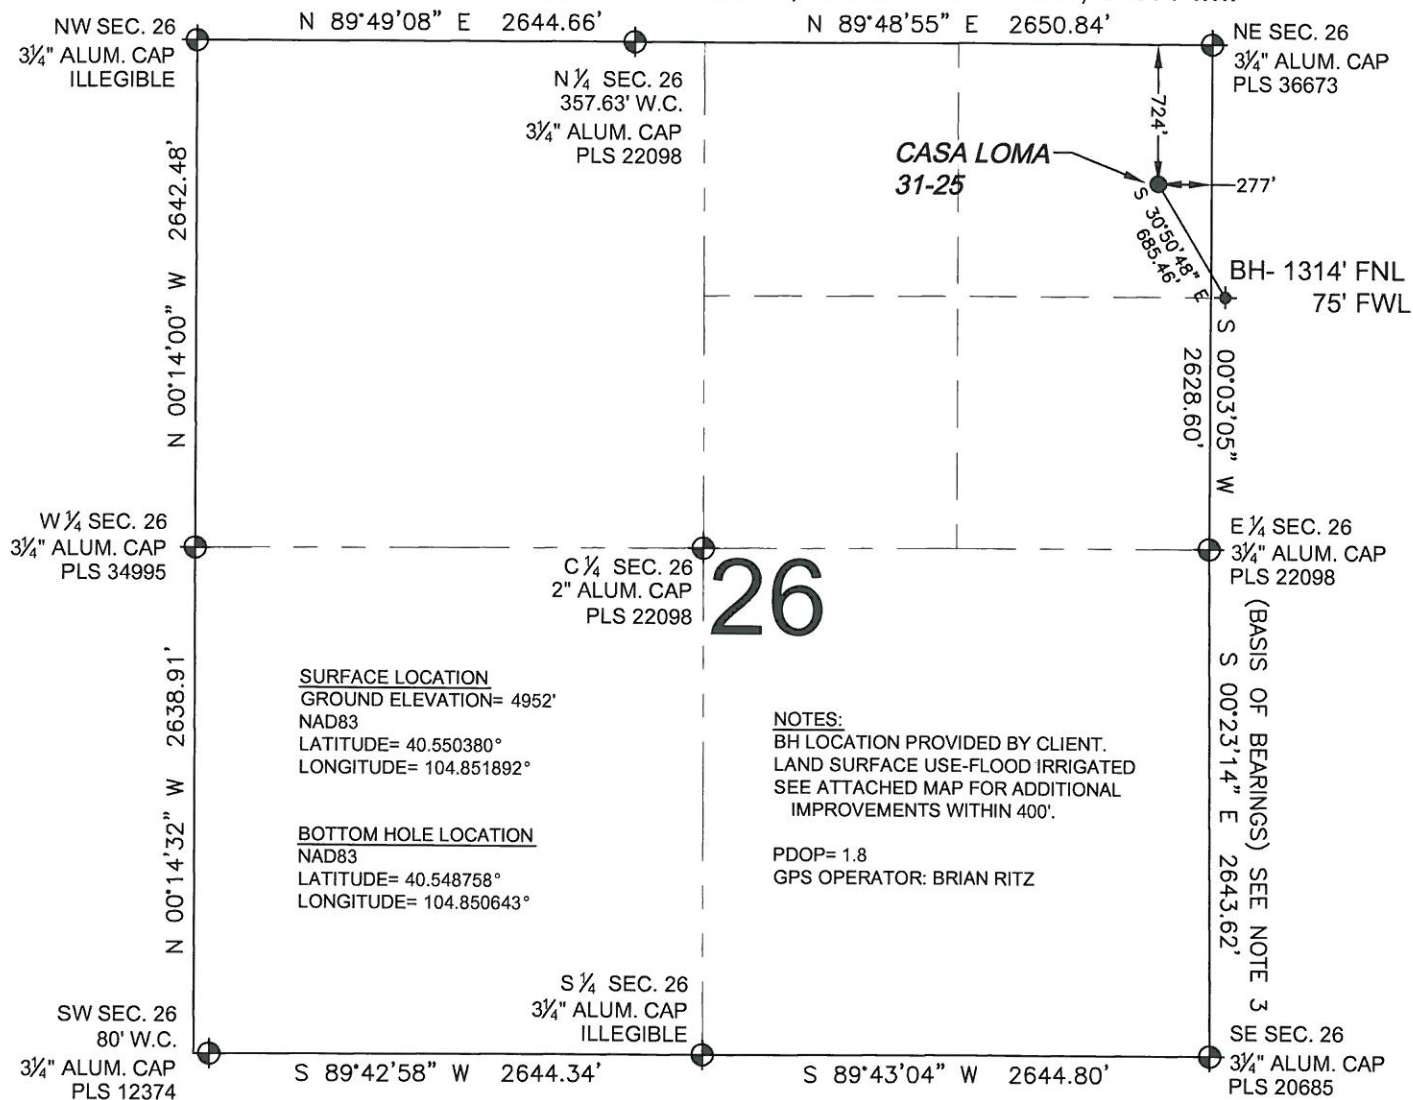 N 89°49'08" E 2644.66'
N 89°48'55" E 2650.84'
NW SEC. 26
3¼" ALUM. CAP
ILLEGIBLE
N ¼ SEC. 26
357.63' W.C.
3¼" ALUM. CAP
PLS 22098
NE SEC. 26
3¼" ALUM. CAP
PLS 36673
724'
CASA LOMA
31-25
277'
S 30°50'48" E
685.46'
BH- 1314' FNL
75' FWL
N 00°14'00" W 2642.48'
S 00°03'05" W
2628.60'
W ¼ SEC. 26
3¼" ALUM. CAP
PLS 34995
C ¼ SEC. 26
2" ALUM. CAP
PLS 22098
26
E ¼ SEC. 26
3¼" ALUM. CAP
PLS 22098
N 00°14'32" W 2638.91'
SURFACE LOCATION
GROUND ELEVATION= 4952'
NAD83
LATITUDE= 40.550380°
LONGITUDE= 104.851892°
BOTTOM HOLE LOCATION
NAD83
LATITUDE= 40.548758°
LONGITUDE= 104.850643°
NOTES:
BH LOCATION PROVIDED BY CLIENT.
LAND SURFACE USE-FLOOD IRRIGATED
SEE ATTACHED MAP FOR ADDITIONAL
IMPROVEMENTS WITHIN 400'.
PDOP= 1.8
GPS OPERATOR: BRIAN RITZ
S 00°23'14" E 2643.62'
(BASIS OF BEARINGS) SEE NOTE 3
SW SEC. 26
80' W.C.
3¼" ALUM. CAP
PLS 12374
S ¼ SEC. 26
3¼" ALUM. CAP
ILLEGIBLE
SE SEC. 26
3¼" ALUM. CAP
PLS 20685
S 89°42'58" W 2644.34'
S 89°43'04" W 2644.80'